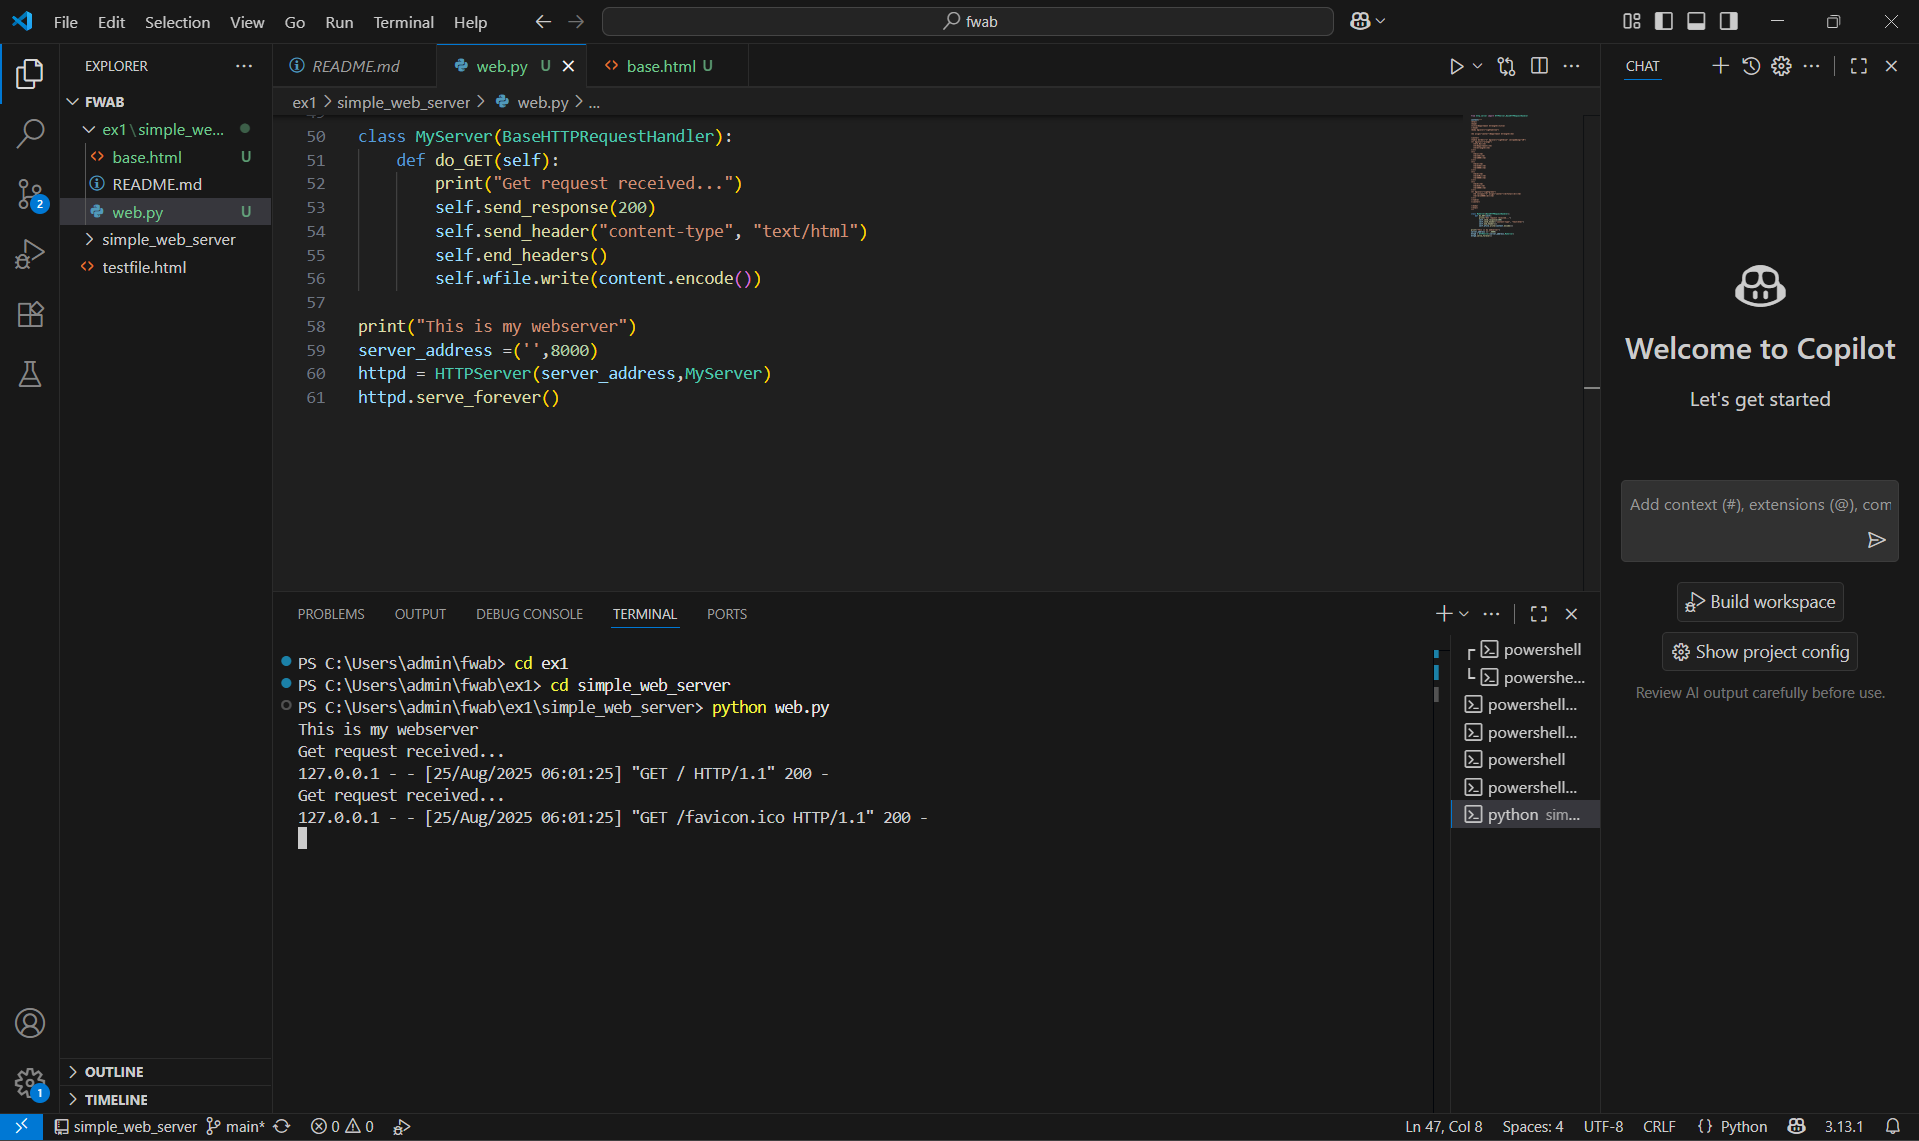 File Edit Selection View Go Run Terminal Help
fwab
EXPLORER
FWAB
ex1\simple_we...
base.html U
README.md
web.py U
simple_web_server
testfile.html
OUTLINE
TIMELINE
2
1
README.md
web.py U
base.html U
ex1 > simple_web_server > web.py > ...
50 class MyServer(BaseHTTPRequestHandler):
51 def do_GET(self):
52 print("Get request received...")
53 self.send_response(200)
54 self.send_header("content-type", "text/html")
55 self.end_headers()
56 self.wfile.write(content.encode())
57
58 print("This is my webserver")
59 server_address =('',8000)
60 httpd = HTTPServer(server_address,MyServer)
61 httpd.serve_forever()
PROBLEMS OUTPUT DEBUG CONSOLE TERMINAL PORTS
PS C:\Users\admin\fwab> cd ex1
PS C:\Users\admin\fwab\ex1> cd simple_web_server
PS C:\Users\admin\fwab\ex1\simple_web_server> python web.py
This is my webserver
Get request received...
127.0.0.1 - - [25/Aug/2025 06:01:25] "GET / HTTP/1.1" 200 -
Get request received...
127.0.0.1 - - [25/Aug/2025 06:01:25] "GET /favicon.ico HTTP/1.1" 200 -
powershell
powershe...
powershell...
powershell...
powershell
powershell...
python sim...
CHAT
Welcome to Copilot
Let's get started
Add context (#), extensions (@), com
Build workspace
Show project config
Review AI output carefully before use.
simple_web_server main* 0 0
Ln 47, Col 8 Spaces: 4 UTF-8 CRLF {} Python 3.13.1